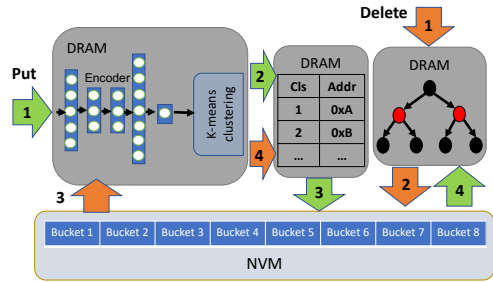 Delete
1
DRAM
Put
1
Encoder
K-means
clustering
2
4
DRAM
Cls Addr
1 0xA
2 0xB
... ...
DRAM
3
3
2
4
Bucket 1 Bucket 2 Bucket 3 Bucket 4 Bucket 5 Bucket 6 Bucket 7 Bucket 8
NVM